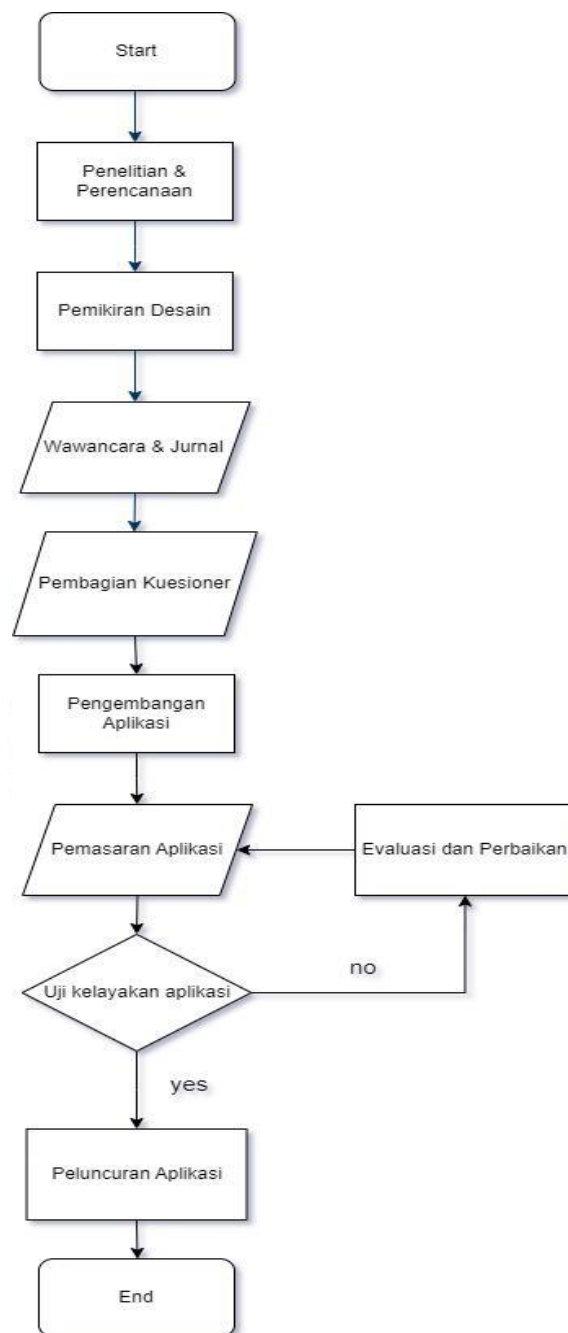 Start
Penelitian &
Perencanaan
Pemikiran Desain
Wawancara & Jurnal
Pembagian Kuesioner
Pengembangan
Aplikasi
Pemasaran Aplikasi
Evaluasi dan Perbaikan
Uji kelayakan aplikasi
no
yes
Peluncuran Aplikasi
End